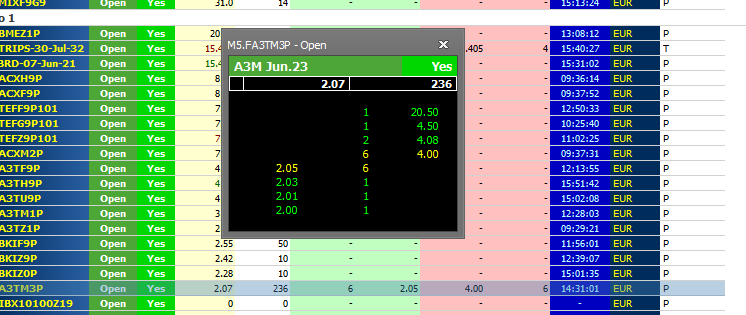 MIXF9G9 Open Yes 31.0 14 - - - - 15:13:24 EUR P
o 1
BMEZ1P Open Yes 13:08:12 EUR P
TRIPS-30-Jul-32 Open Yes 15.4 .405 4 15:40:27 EUR T
BRD-07-Jun-21 Open Yes 15.4 - - 15:31:02 EUR P
ACXH9P Open Yes 8 - - 09:36:14 EUR P
ACXF9P Open Yes 8 - - 09:37:52 EUR P
TEFF9P101 Open Yes 7 - - 12:50:33 EUR P
TEFG9P101 Open Yes 7 - - 10:25:40 EUR P
TEFZ9P101 Open Yes 7 - - 11:02:25 EUR P
ACXM2P Open Yes 7 - - 09:37:31 EUR P
A3TF9P Open Yes 4 - - 12:13:55 EUR P
A3TH9P Open Yes 4 - - 15:51:42 EUR P
A3TU9P Open Yes - - 15:02:08 EUR P
A3TM1P Open Yes - - 12:28:03 EUR P
A3TZ1P Open Yes - - 09:29:21 EUR P
BKIF9P Open Yes 2.55 50 - - - - 11:56:01 EUR P
BKIZ9P Open Yes 2.42 10 - - - - 12:39:07 EUR P
BKIZ0P Open Yes 2.28 10 - - - - 15:01:35 EUR P
A3TM3P Open Yes 2.07 236 6 2.05 4.00 6 14:31:01 EUR P
IBX10100Z19 Open Yes 0 0 - - - - - EUR P
M5.FA3TM3P - Open
A3M Jun.23 Yes
2.07 236
1 20.50
1 4.50
2 4.08
6 4.00
2.05 6
2.03 1
2.01 1
2.00 1